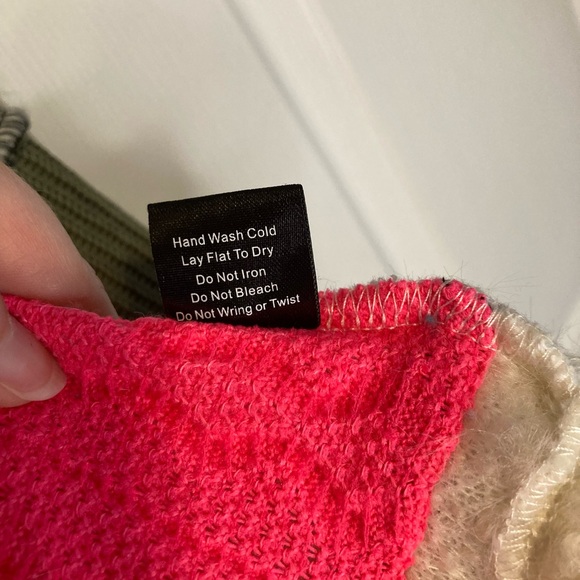 Hand Wash Cold
Lay Flat To Dry
Do Not Iron
Do Not Bleach
Do Not Wring or Twist